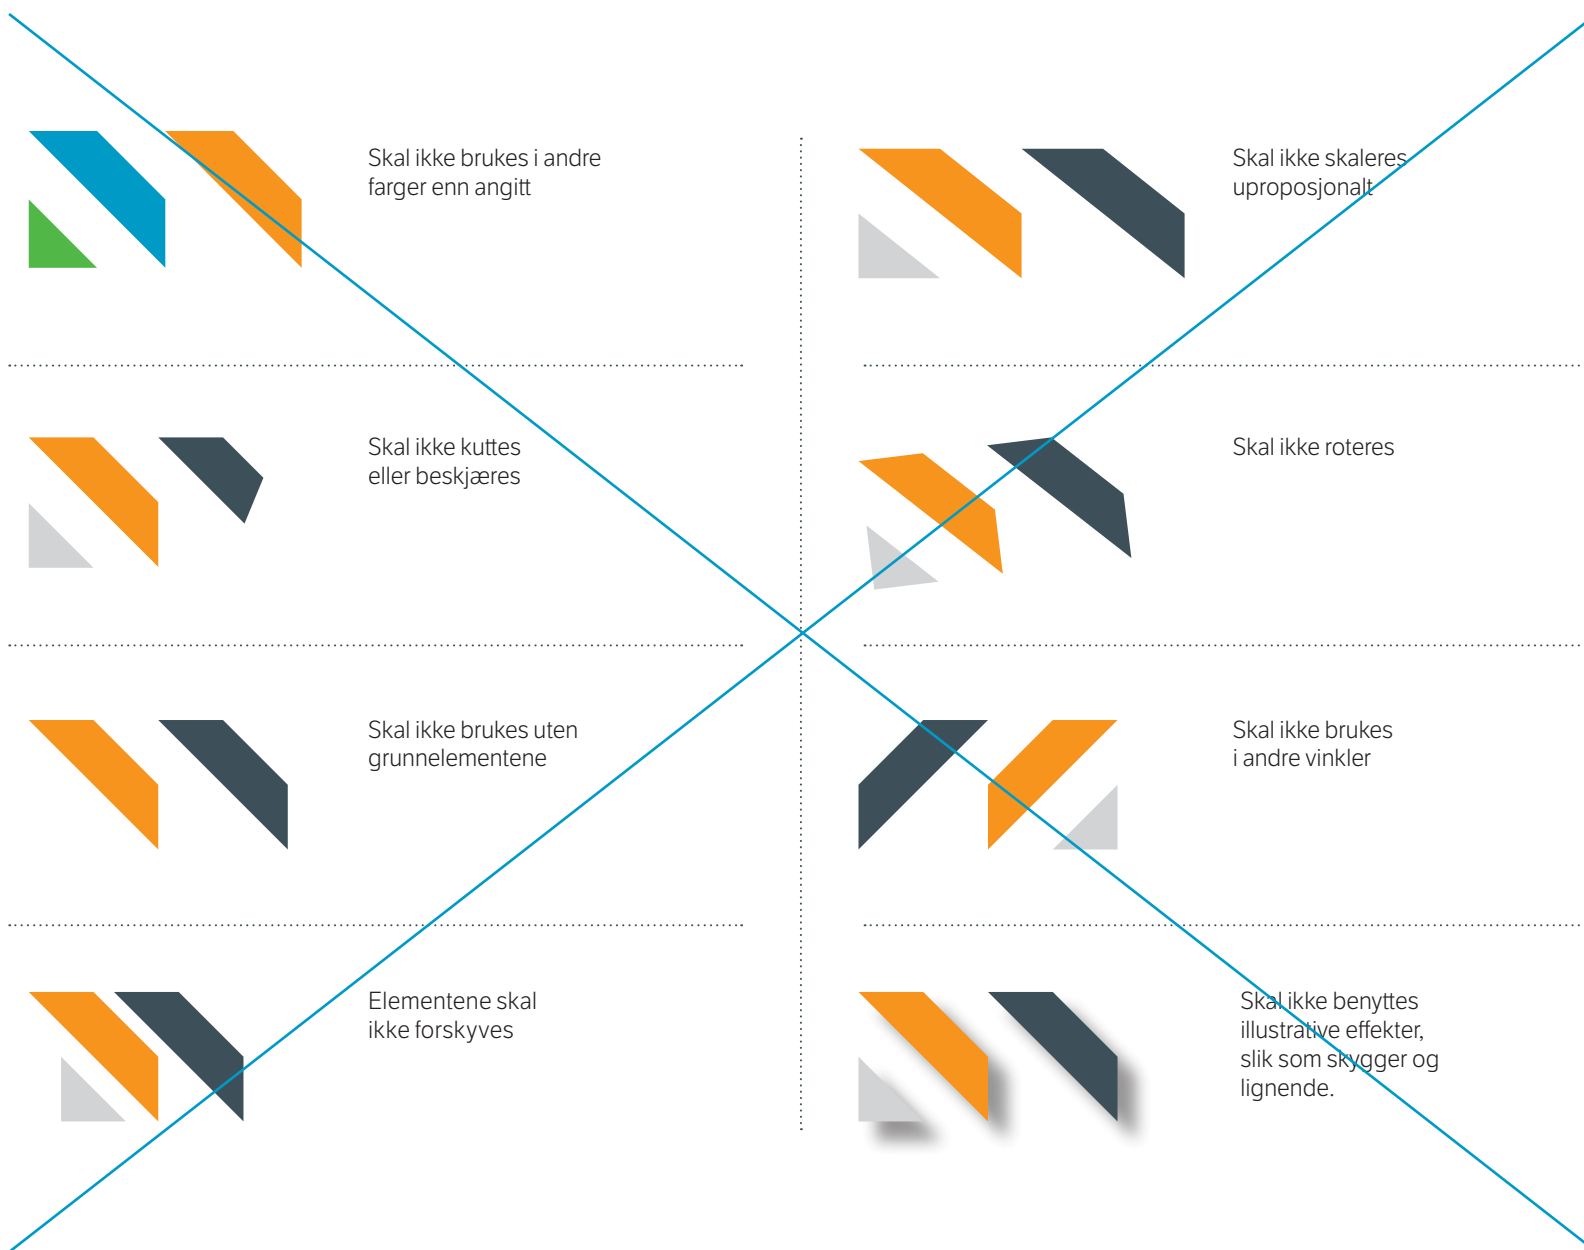 Skal ikke brukes i andre
farger enn angitt
Skal ikke skaleres
uproposjonalt
Skal ikke kuttes
eller beskjæres
Skal ikke roteres
Skal ikke brukes uten
grunnelementene
Skal ikke brukes
i andre vinkler
Elementene skal
ikke forskyves
Skal ikke benyttes
illustrative effekter,
slik som skygger og
lignende.